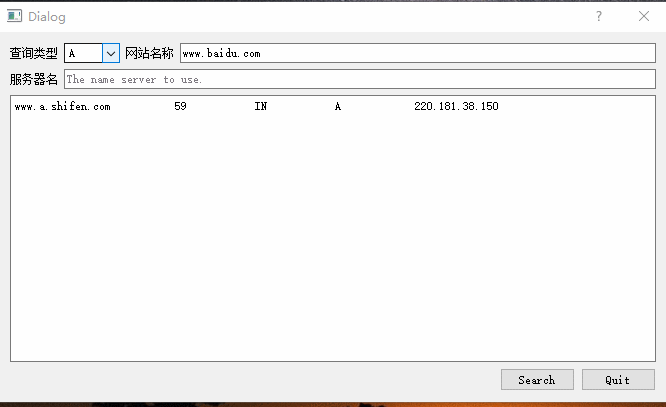 Dialog
查询类型 A 网站名称 www.baidu.com
服务器名 The name server to use.
www.a.shifen.com 59 IN A 220.181.38.150
Search Quit